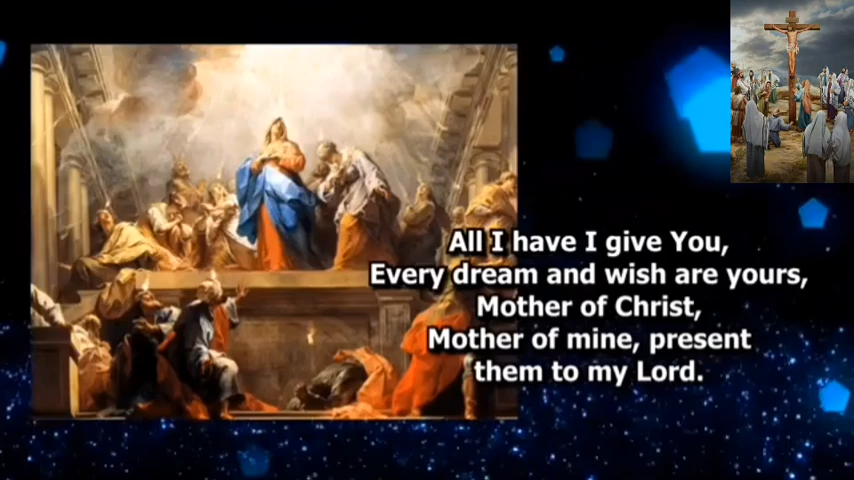 All I have I give You,
Every dream and wish are yours,
Mother of Christ,
Mother of mine, present
them to my Lord.